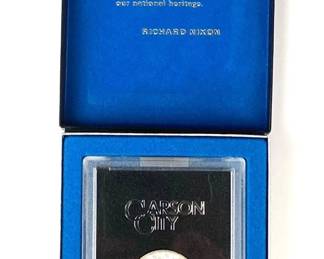 our national heritage.
RICHARD NIXON
CARSON
CITY